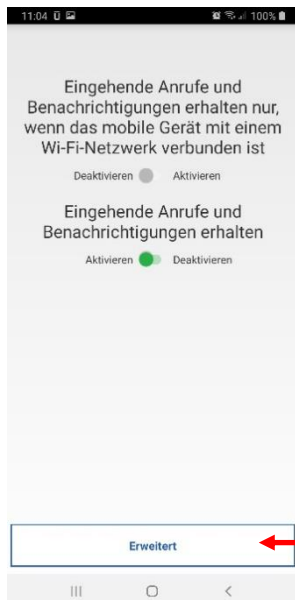 11:04 100%
Eingehende Anrufe und
Benachrichtigungen erhalten nur,
wenn das mobile Gerät mit einem
Wi-Fi-Netzwerk verbunden ist
Deaktivieren Aktivieren
Eingehende Anrufe und
Benachrichtigungen erhalten
Aktivieren Deaktivieren
Erweitert